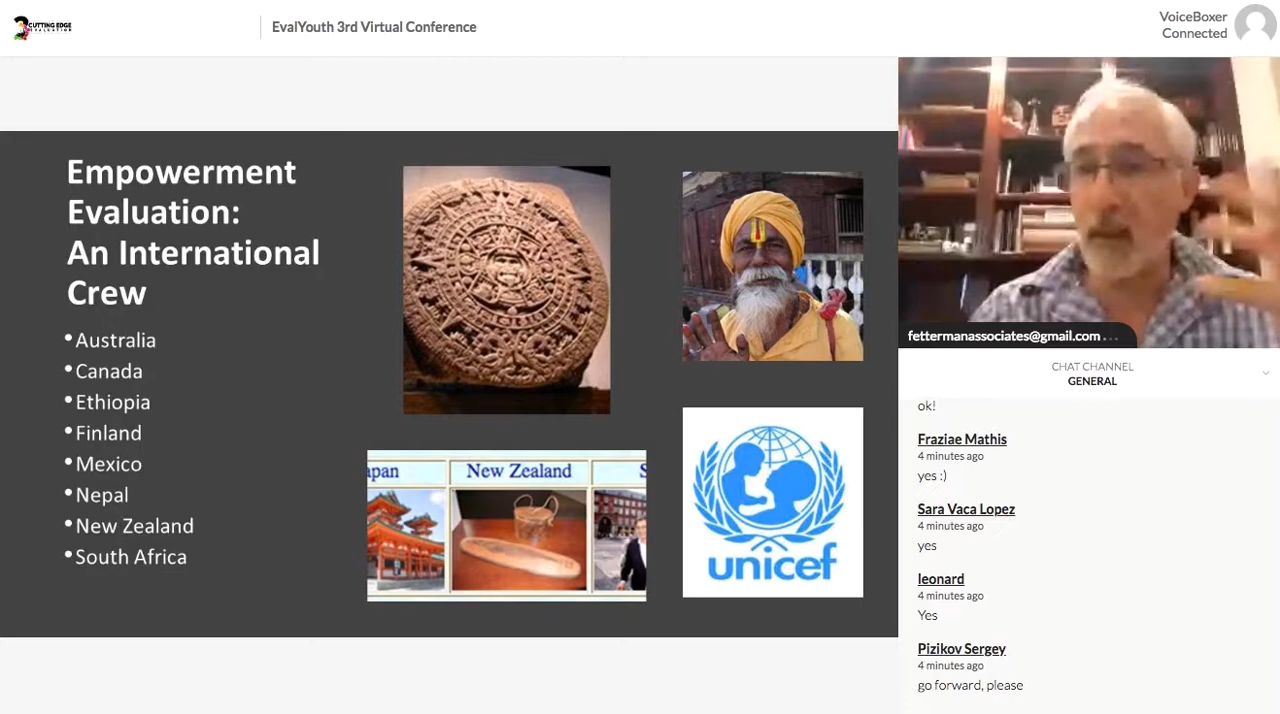 CUTTING EDGE
EVALUATION
EvalYouth 3rd Virtual Conference
VoiceBoxer
Connected
Empowerment
Evaluation:
An International
Crew
•Australia
•Canada
•Ethiopia
•Finland
•Mexico
•Nepal
•New Zealand
•South Africa
apan
New Zealand
S
unicef
fettermanassociates@gmail.com ...
CHAT CHANNEL
GENERAL
ok!
Fraziae Mathis
4 minutes ago
yes :)
Sara Vaca Lopez
4 minutes ago
yes
leonard
4 minutes ago
Yes
Pizikov Sergey
4 minutes ago
go forward, please